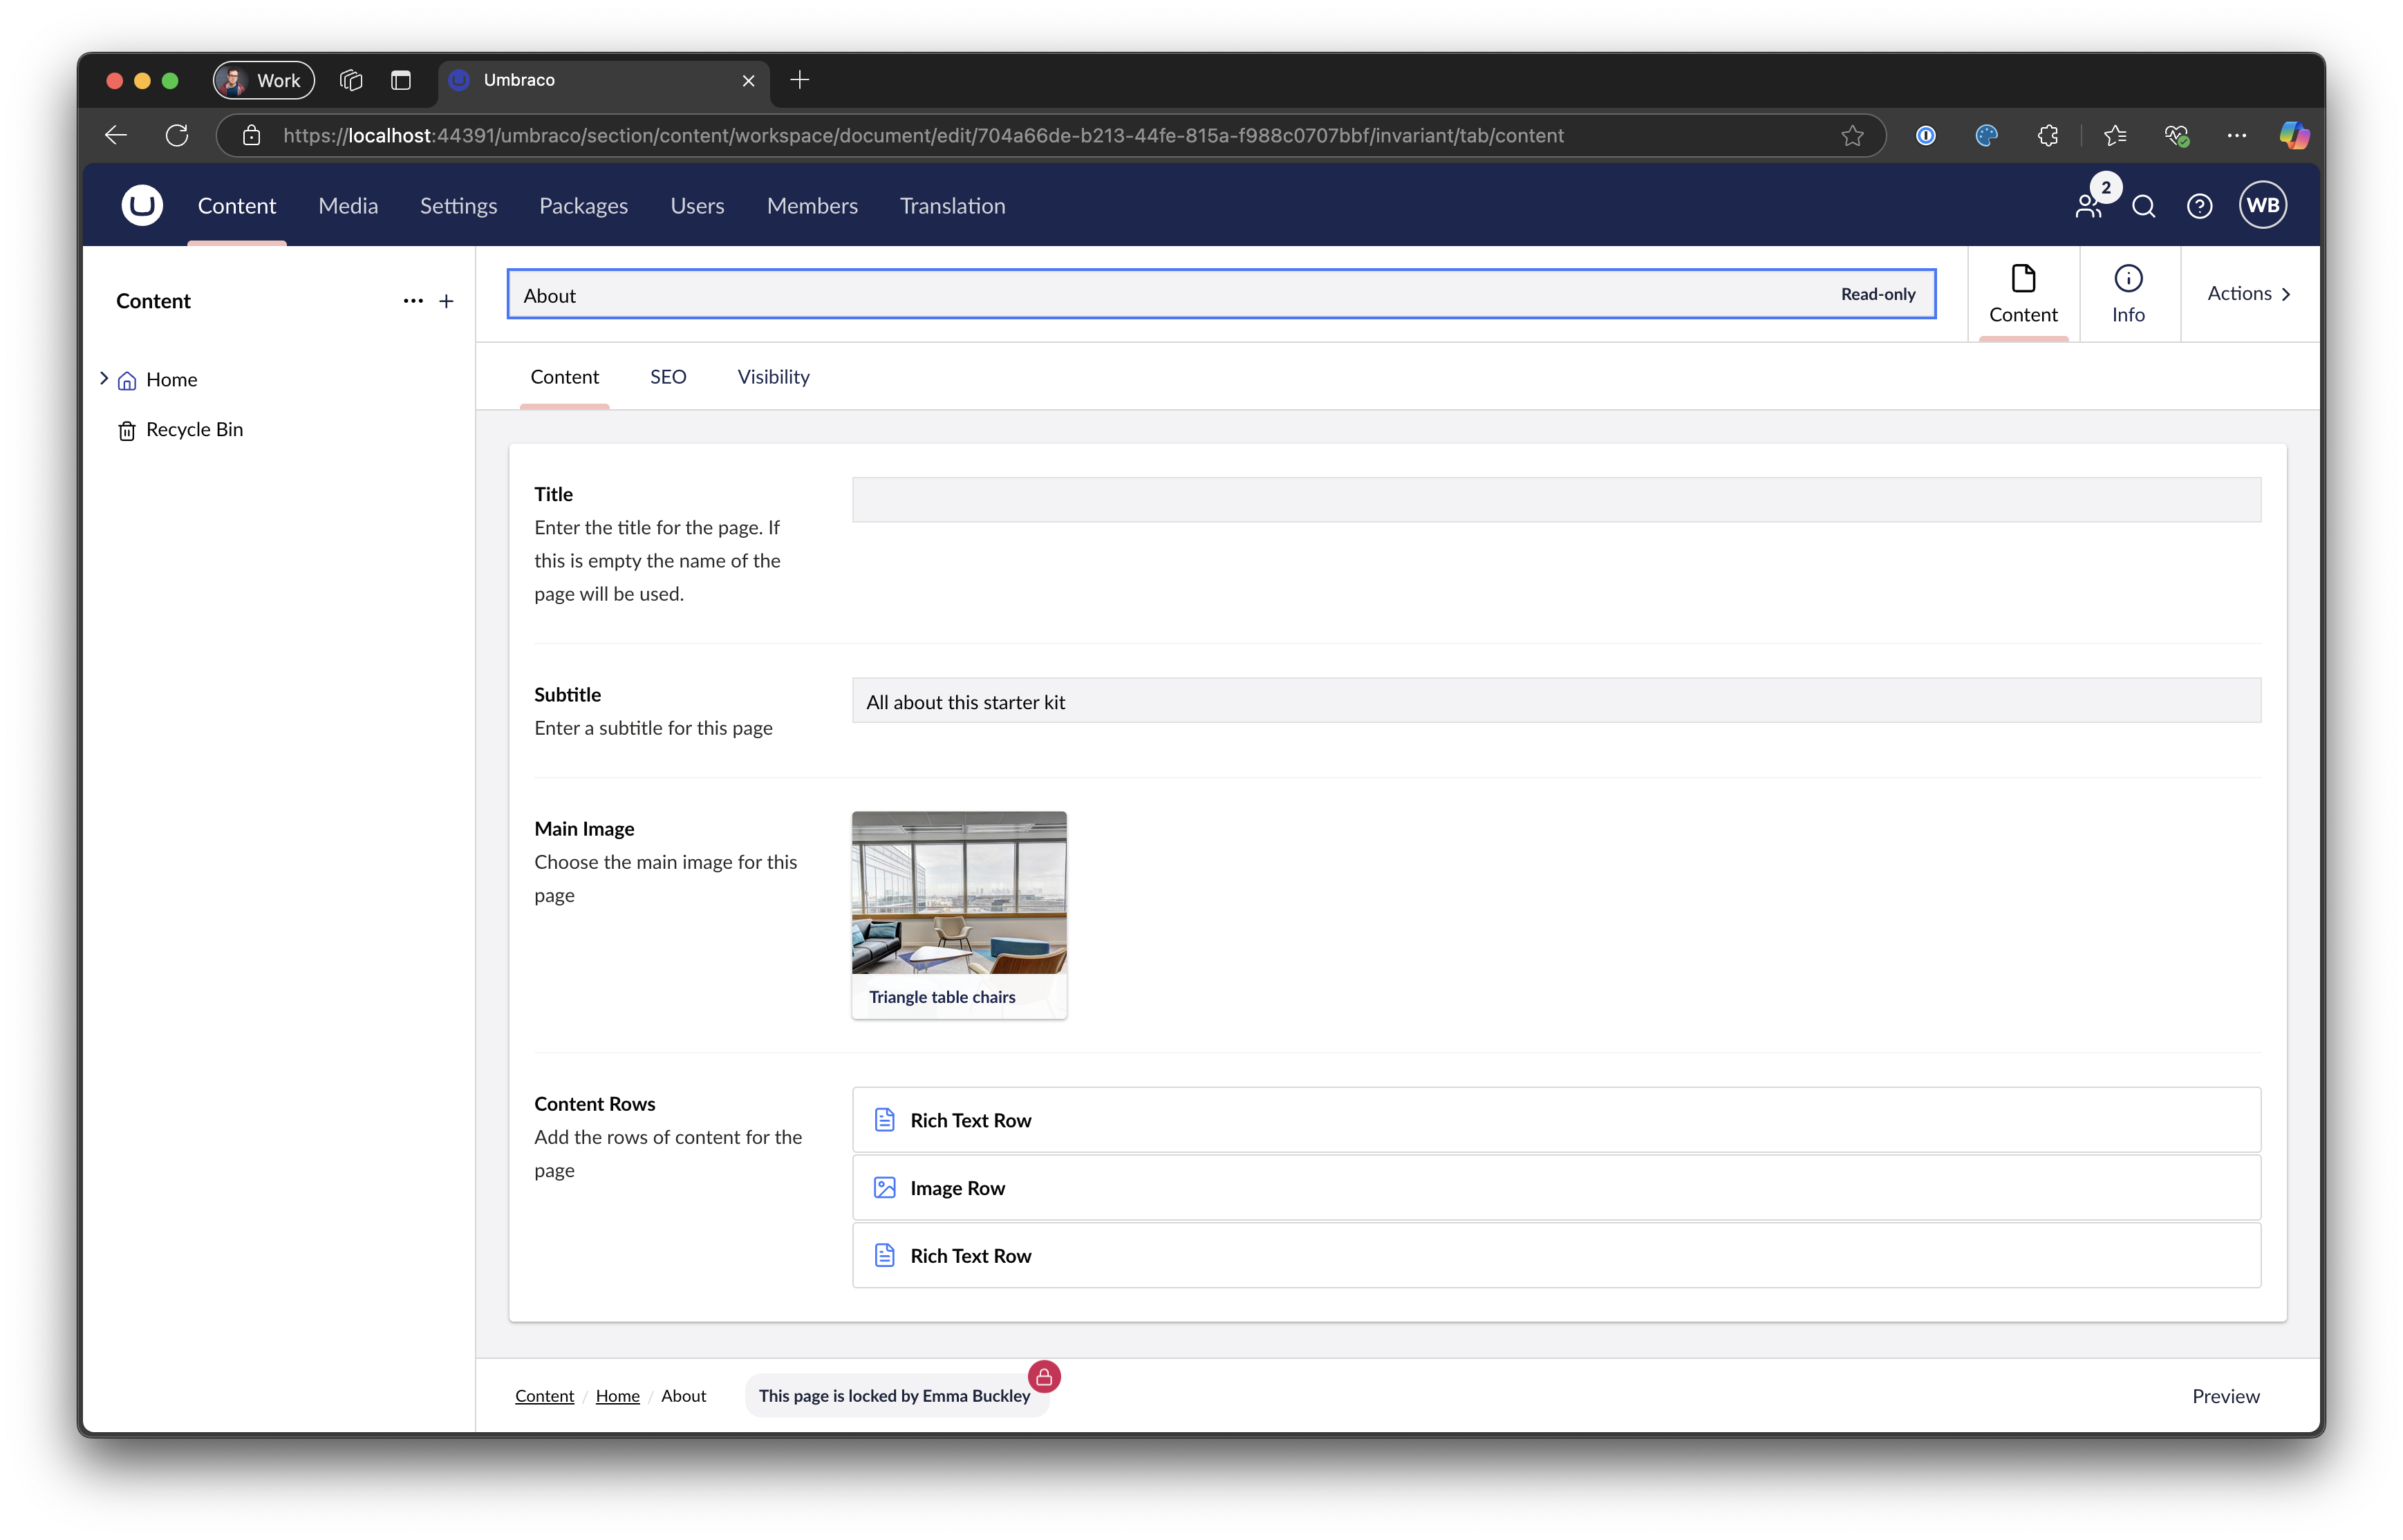 Work
Umbraco
https://localhost:44391/umbraco/section/content/workspace/document/edit/704a66de-b213-44fe-815a-f988c0707bbf/invariant/tab/content
Content
Media
Settings
Packages
Users
Members
Translation
2
WB
Content
Home
Recycle Bin
About
Read-only
Content
Info
Actions
Content
SEO
Visibility
Title
Enter the title for the page. If
this is empty the name of the
page will be used.
Subtitle
Enter a subtitle for this page
All about this starter kit
Main Image
Choose the main image for this
page
Triangle table chairs
Content Rows
Add the rows of content for the
page
Rich Text Row
Image Row
Rich Text Row
Content / Home / About
This page is locked by Emma Buckley
Preview